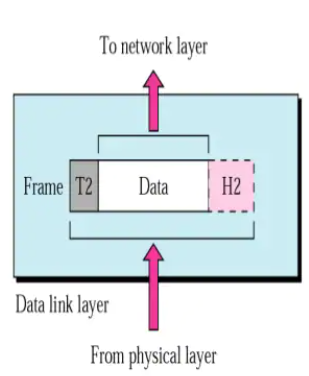 To network layer
Frame T2 Data H2
Data link layer
From physical layer